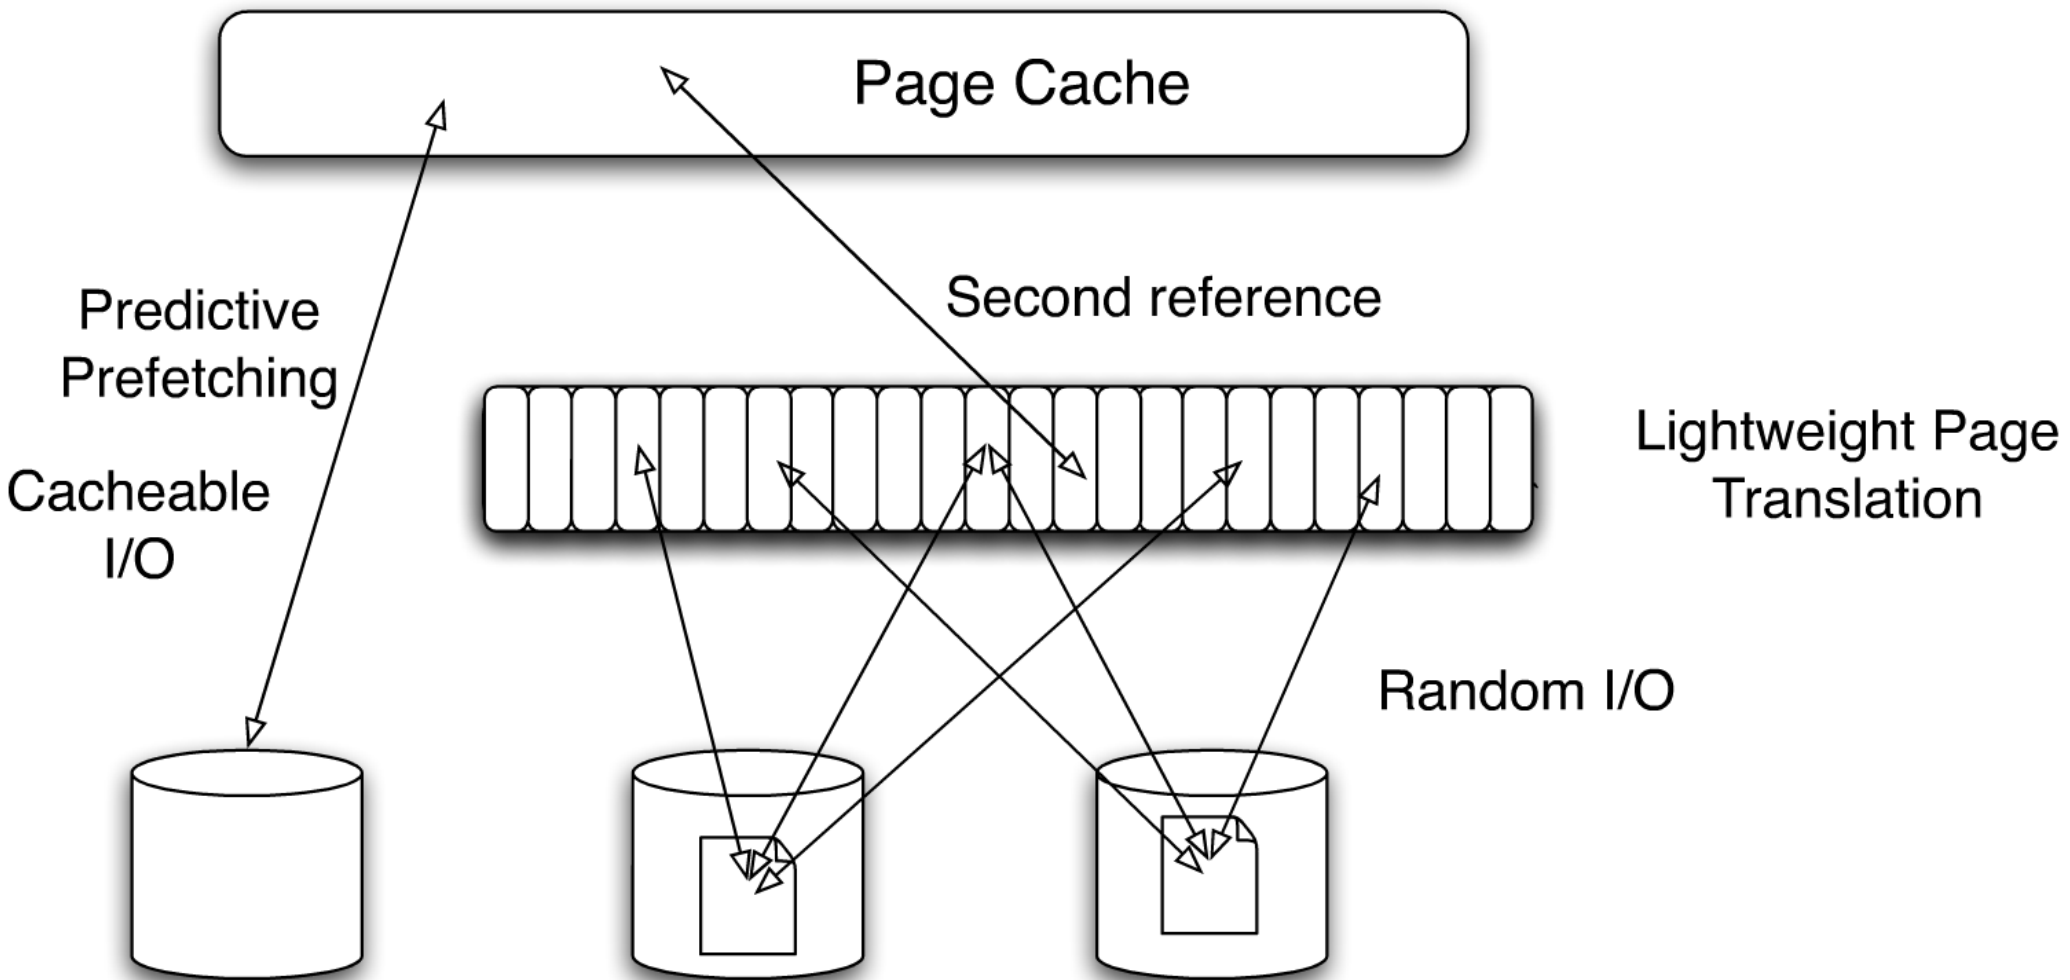 Page Cache
Predictive
Prefetching
Second reference
Cacheable
I/O
Lightweight Page
Translation
Random I/O